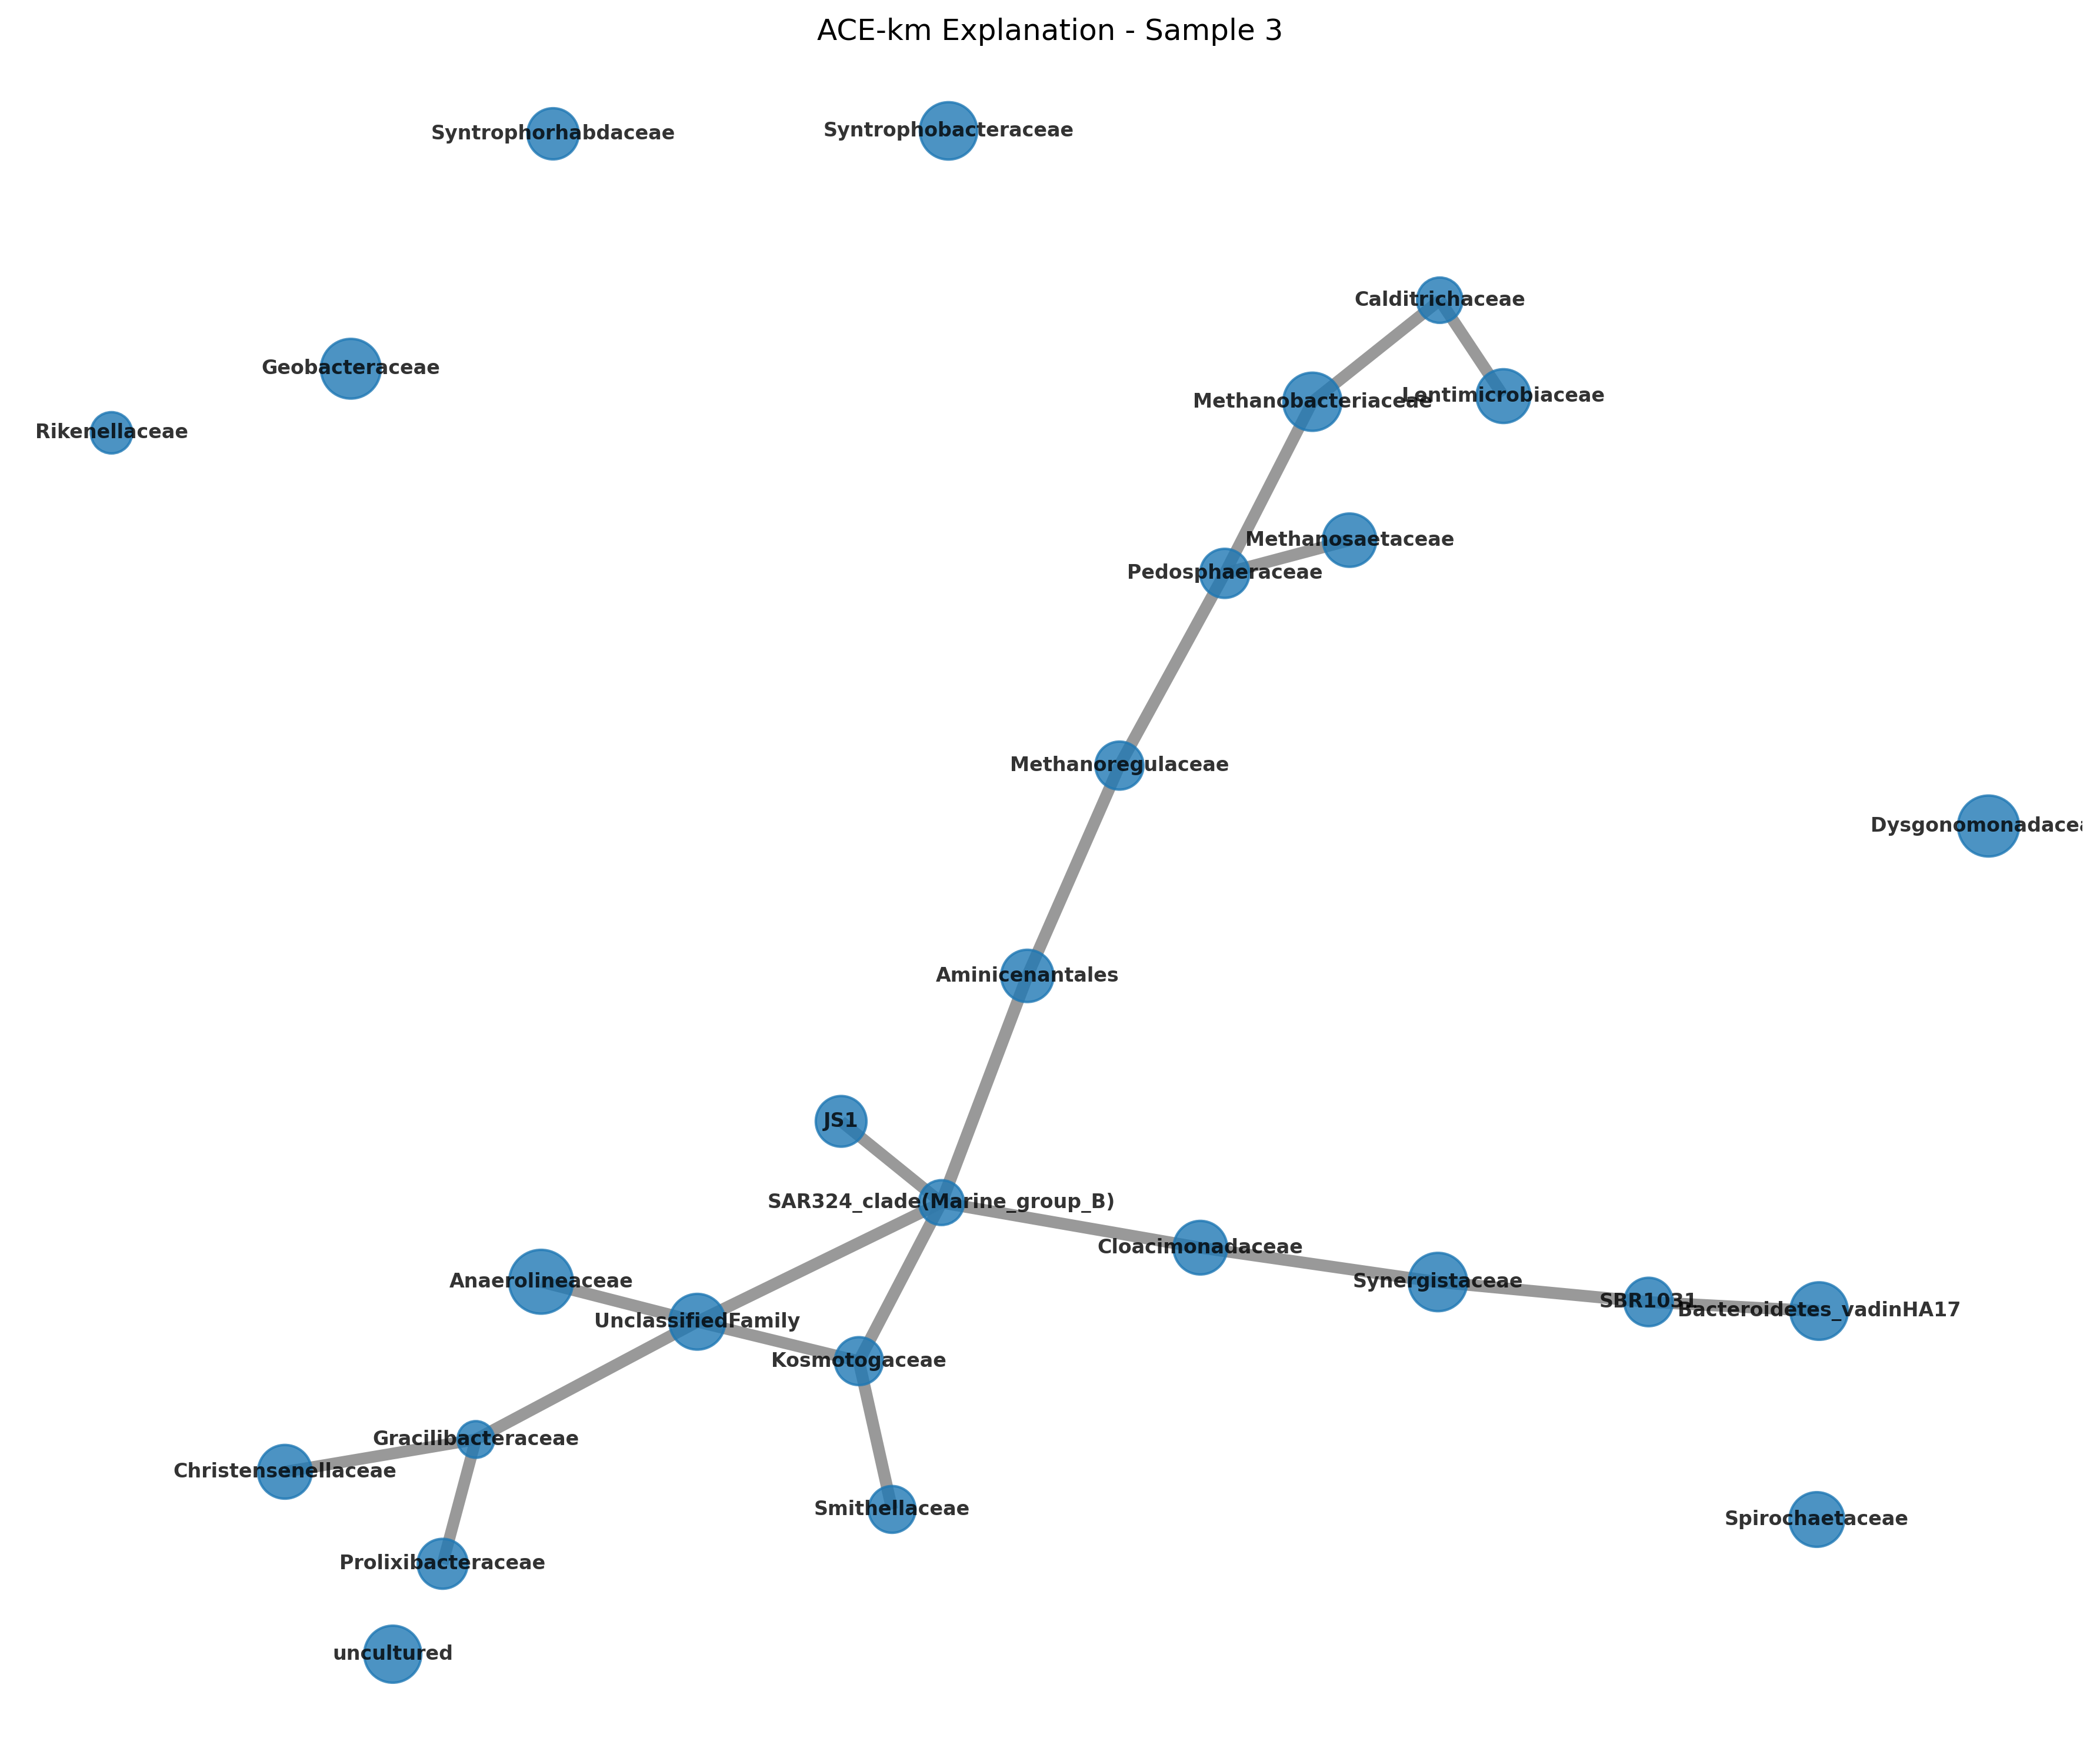 ACE-km Explanation - Sample 3
Syntrophorhabdaceae
Syntrophobacteraceae
Calditrichaceae
Geobacteraceae
Lentimicrobiaceae
Methanobacteriaceae
Rikenellaceae
Methanosaetaceae
Pedosphaeraceae
Methanoregulaceae
Dysgonomonadacea
Aminicenantales
JS1
SAR324_clade(Marine_group_B)
Cloacimonadaceae
Anaerolineaceae
Synergistaceae
SBR1031
Bacteroidetes_vadinHA17
UnclassifiedFamily
Kosmotogaceae
Gracilibacteraceae
Christensenellaceae
Smithellaceae
Spirochaetaceae
Prolixibacteraceae
uncultured